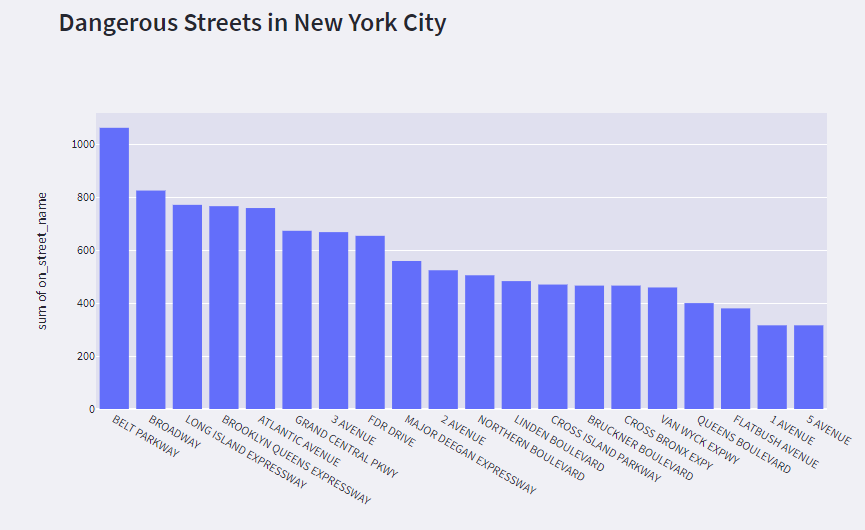 Dangerous Streets in New York City
sum of on_street_name
1000
800
600
400
200
0
BELT PARKWAY
BROADWAY
LONG ISLAND EXPRESSWAY
BROOKLYN QUEENS EXPRESSWAY
ATLANTIC AVENUE
GRAND CENTRAL PKWY
3 AVENUE
FDR DRIVE
MAJOR DEEGAN EXPRESSWAY
2 AVENUE
NORTHERN BOULEVARD
LINDEN BOULEVARD
CROSS ISLAND PARKWAY
BRUCKNER BOULEVARD
CROSS BRONX EXPY
VAN WYCK EXPWY
QUEENS BOULEVARD
FLATBUSH AVENUE
1 AVENUE
5 AVENUE